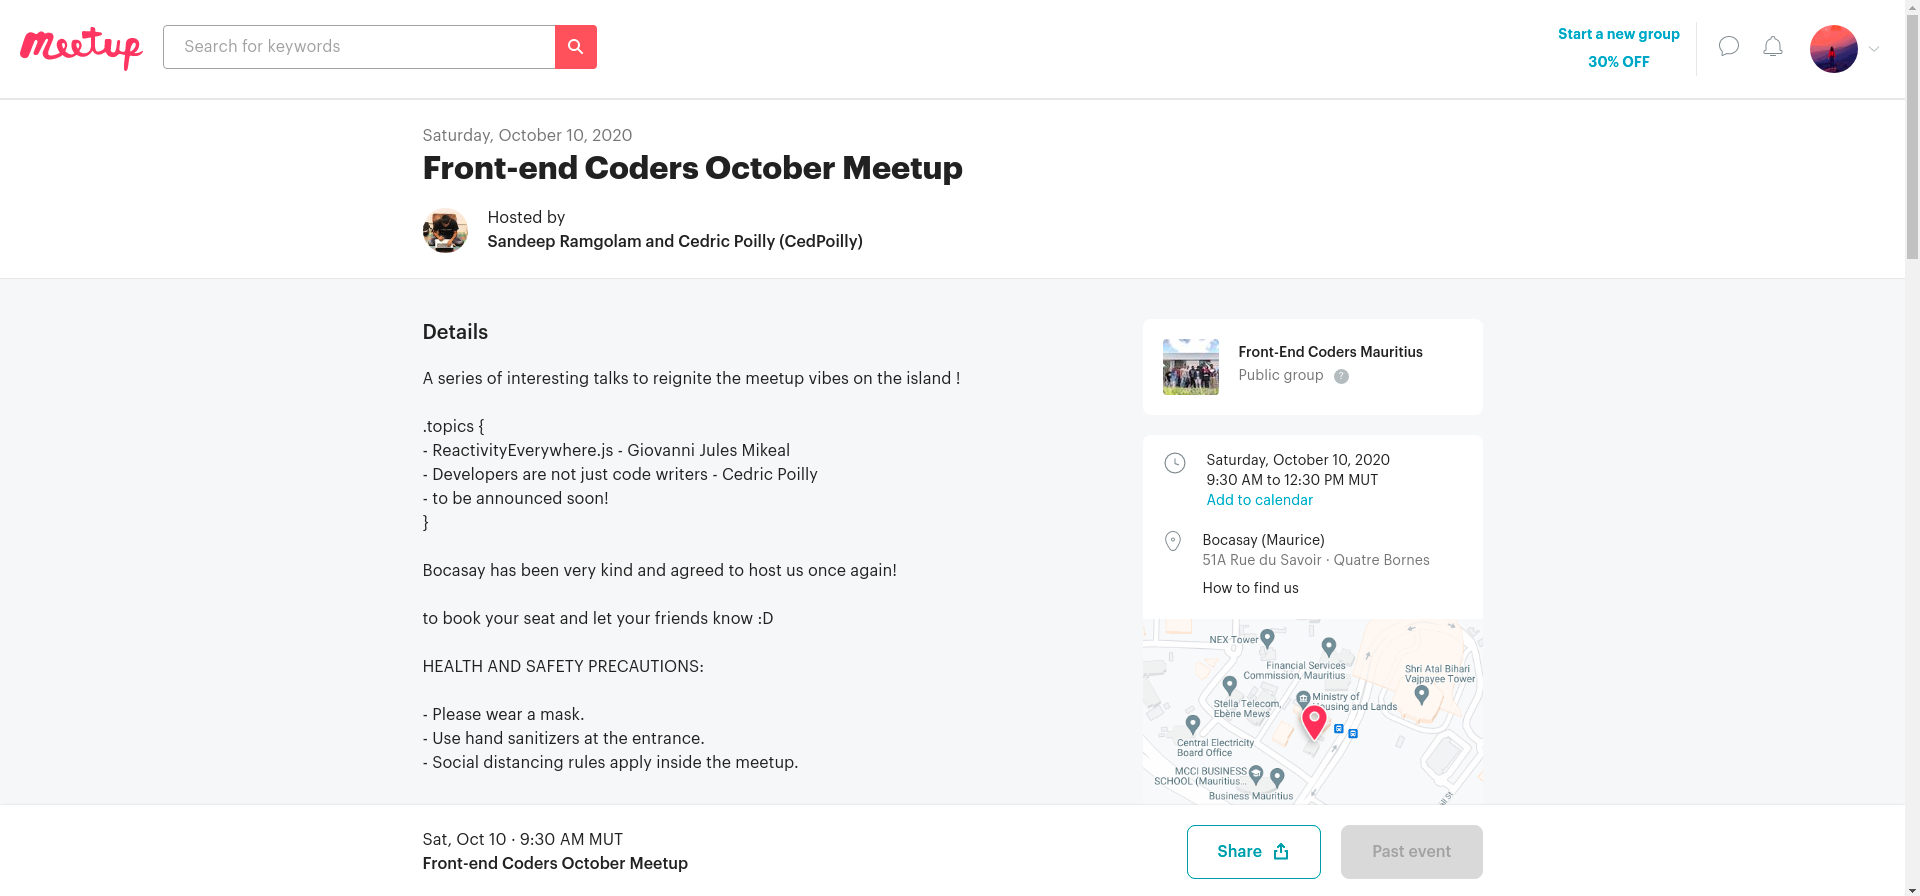 meetup
Search for keywords
Start a new group
30% OFF
Saturday, October 10, 2020
Front-end Coders October Meetup
Hosted by
Sandeep Ramgolam and Cedric Poilly (CedPoilly)
Details
A series of interesting talks to reignite the meetup vibes on the island !
.topics {
- ReactivityEverywhere.js - Giovanni Jules Mikeal
- Developers are not just code writers - Cedric Poilly
- to be announced soon!
}
Bocasay has been very kind and agreed to host us once again!
to book your seat and let your friends know :D
HEALTH AND SAFETY PRECAUTIONS:
- Please wear a mask.
- Use hand sanitizers at the entrance.
- Social distancing rules apply inside the meetup.
Front-End Coders Mauritius
Public group ?
Saturday, October 10, 2020
9:30 AM to 12:30 PM MUT
Add to calendar
Bocasay (Maurice)
51A Rue du Savoir · Quatre Bornes
How to find us
NEX Tower
Financial Services
Commission, Mauritius
Shri Atal Bihari
Vajpayee Tower
Stella Telecom,
Ebène Mews
Ministry of
Housing and Lands
Central Electricity
Board Office
MCCI BUSINESS
SCHOOL (Mauritius...
Business Mauritius
Sat, Oct 10 · 9:30 AM MUT
Front-end Coders October Meetup
Share
Past event